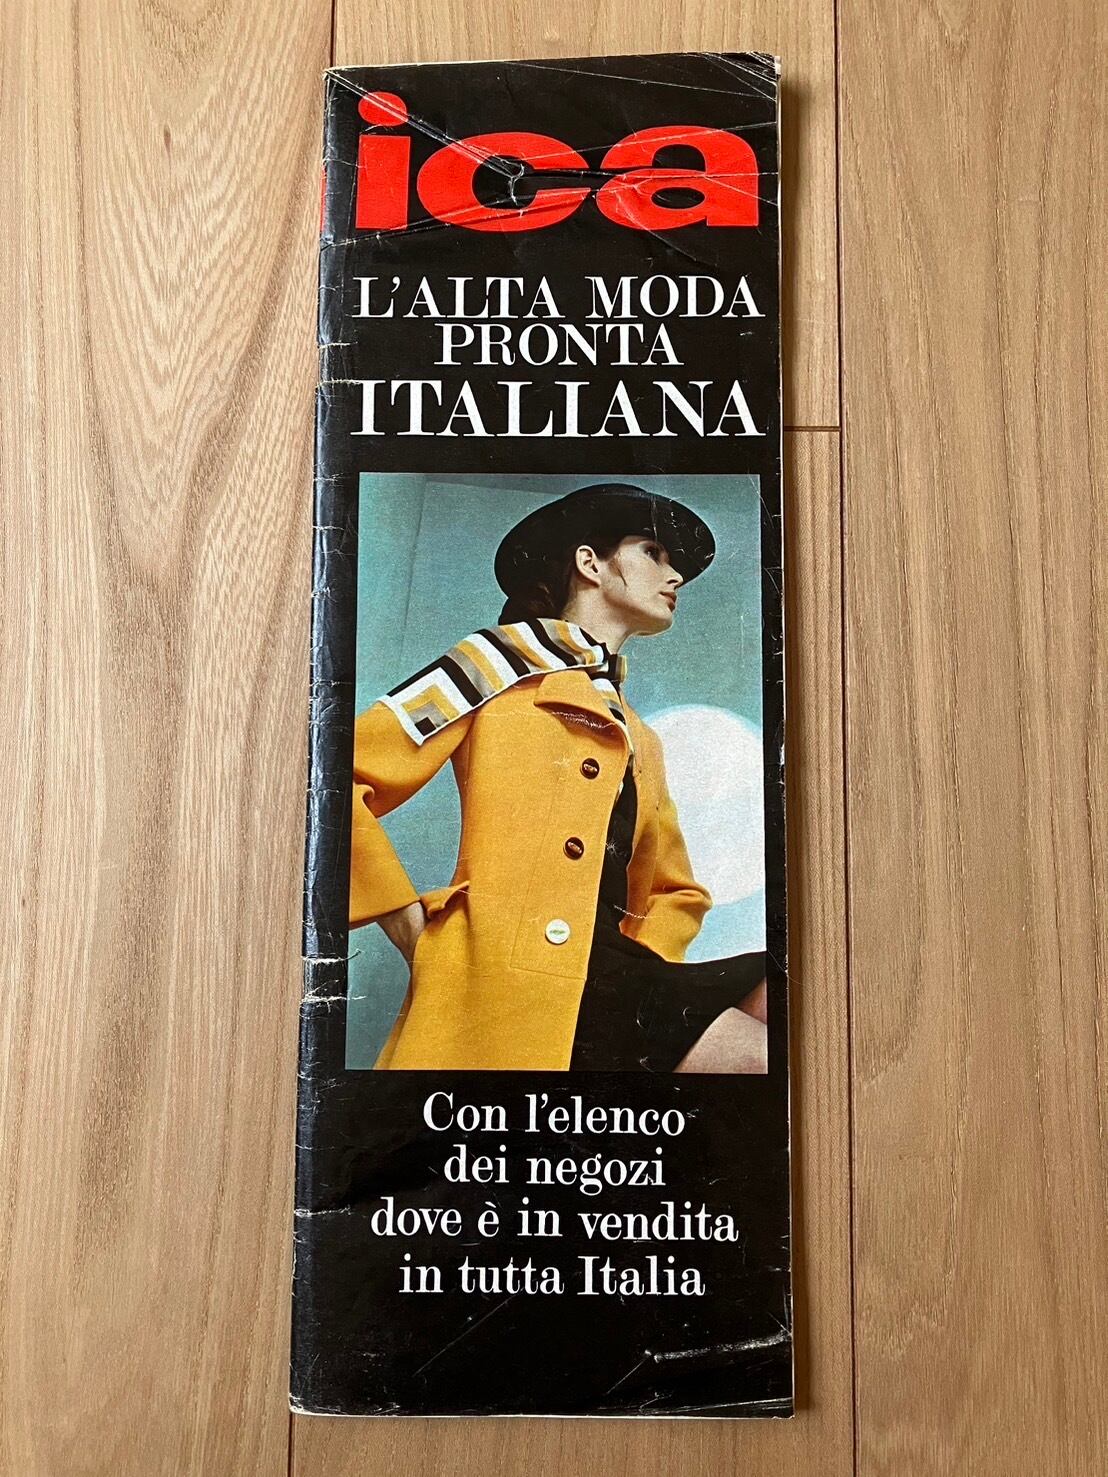 ica
L'ALTA MODA
PRONTA
ITALIANA
Con l'elenco
dei negozi
dove è in vendita
in tutta Italia